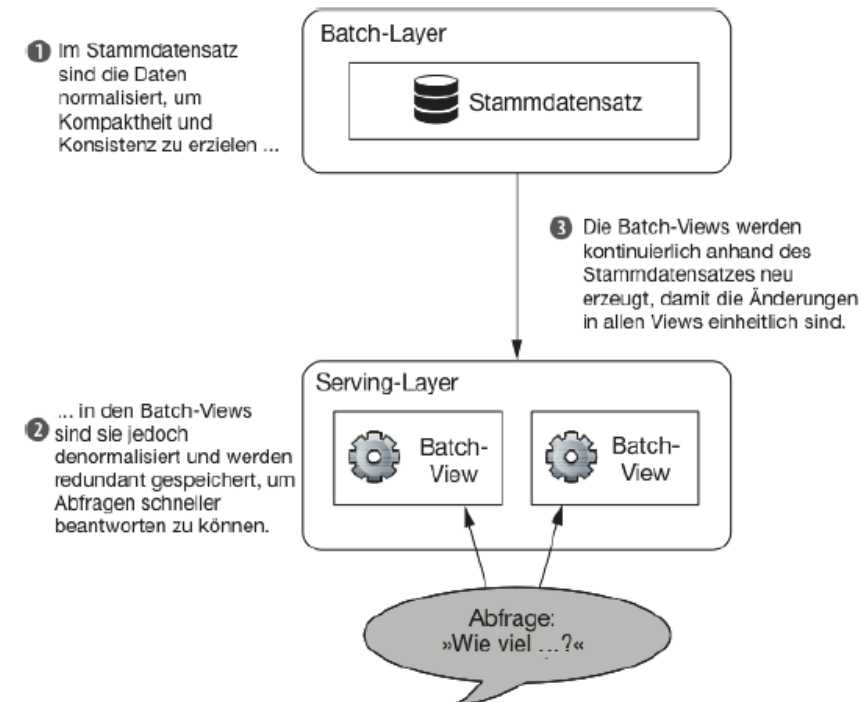 Batch-Layer
Stammdatensatz
1 Im Stammdatensatz
sind die Daten
normalisiert, um
Kompaktheit und
Konsistenz zu erzielen ...
3 Die Batch-Views werden
kontinuierlich anhand des
Stammdatensatzes neu
erzeugt, damit die Änderungen
in allen Views einheitlich sind.
Serving-Layer
Batch-
View
Batch-
View
... in den Batch-Views
2 sind sie jedoch
denormalisiert und werden
redundant gespeichert, um
Abfragen schneller
beantworten zu können.
Abfrage:
»Wie viel ...?«